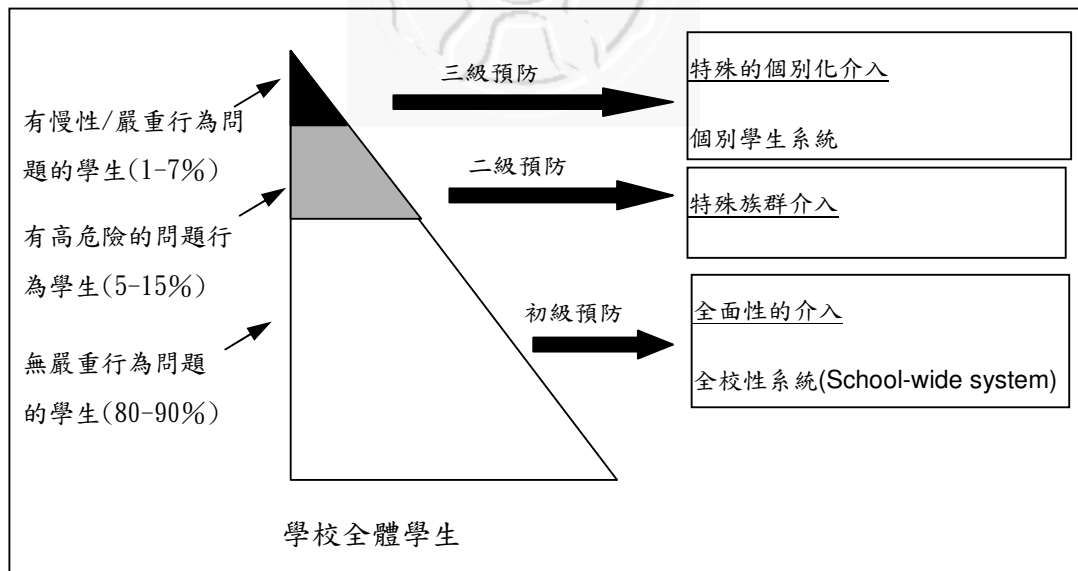 有慢性/嚴重行為問
題的學生(1-7%)
有高危險的問題行
為學生(5-15%)
無嚴重行為問題
的學生(80-90%)
三級預防
二級預防
初級預防
特殊的個別化介入
個別學生系統
特殊族群介入
全面性的介入
全校性系統(School-wide system)
學校全體學生